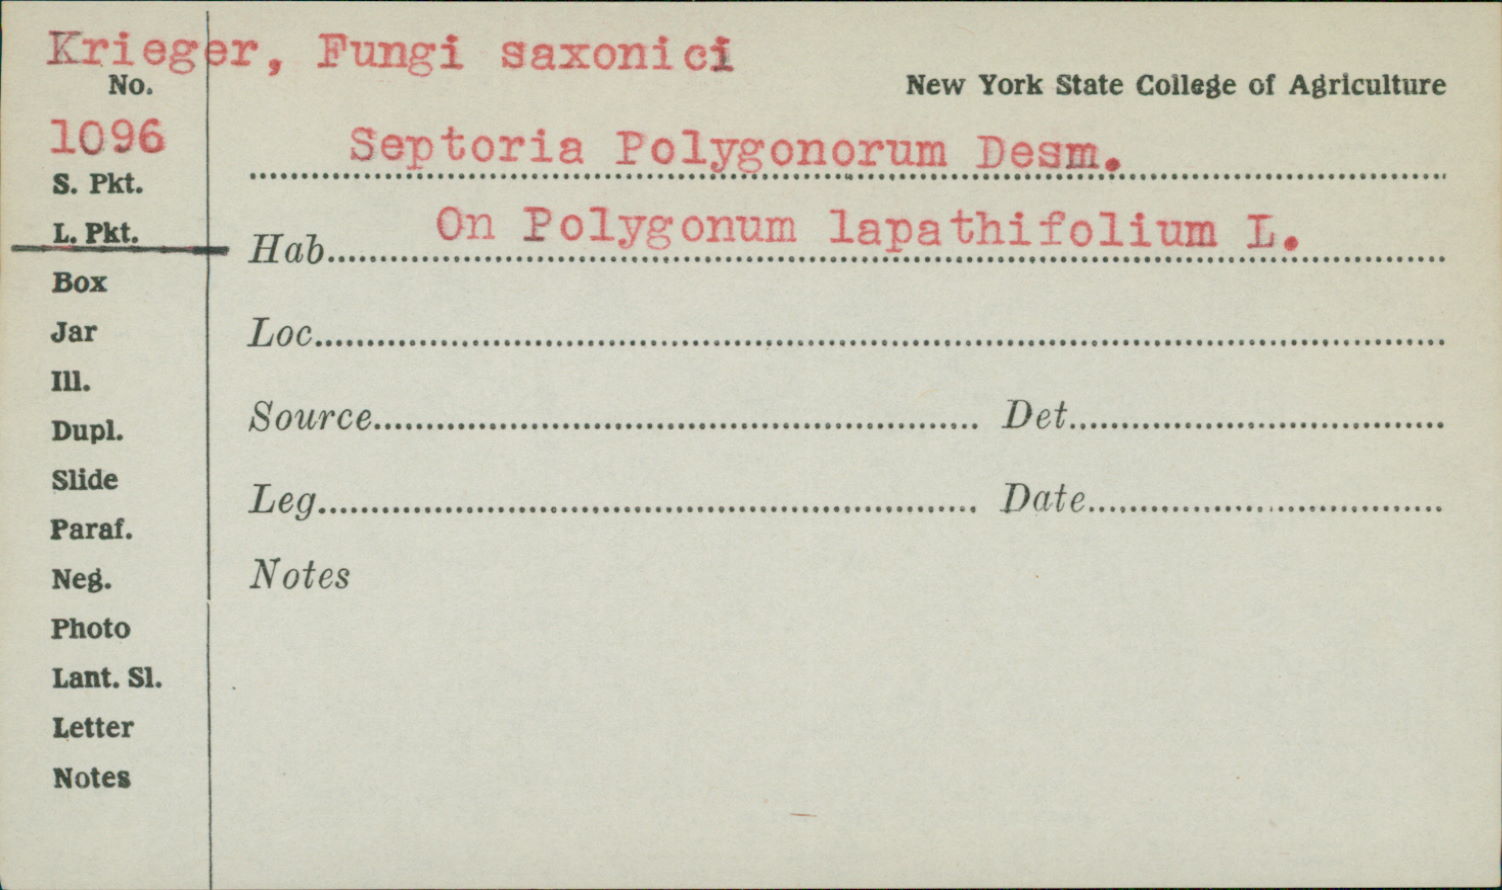 Krieger, Fungi saxonici
No.
New York State College of Agriculture
1096
Septoria Polygonorum Desm.
S. Pkt.
L. Pkt.
Hab. On Polygonum lapathifolium L.
Box
Jar
Loc.
Ill.
Dupl.
Source Det.
Slide
Leg. Date
Paraf.
Neg.
Notes
Photo
Lant. Sl.
Letter
Notes